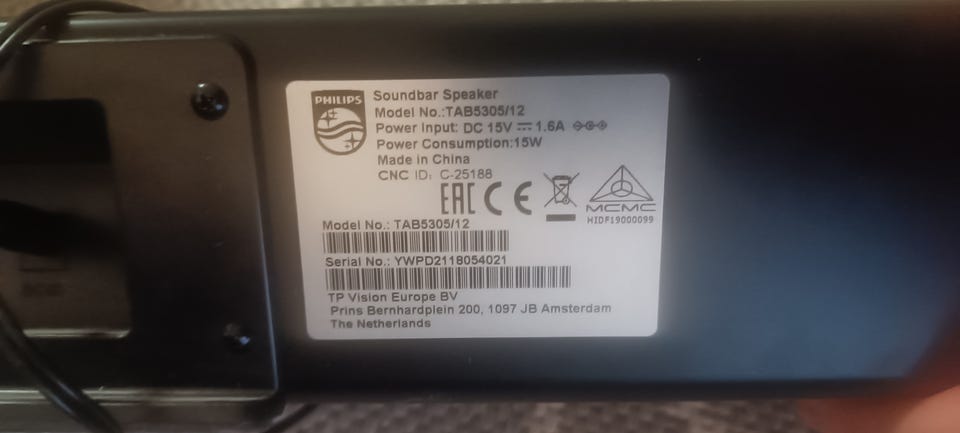 PHILIPS
Soundbar Speaker
Model No.:TAB5305/12
Power Input: DC 15V ⎓ 1.6A
Power Consumption:15W
Made in China
CNC ID: C-25188
EAC CE
MCMC
HIDF19000099
Model No.: TAB5305/12
Serial No.: YWPD2118054021
TP Vision Europe BV
Prins Bernhardplein 200, 1097 JB Amsterdam
The Netherlands